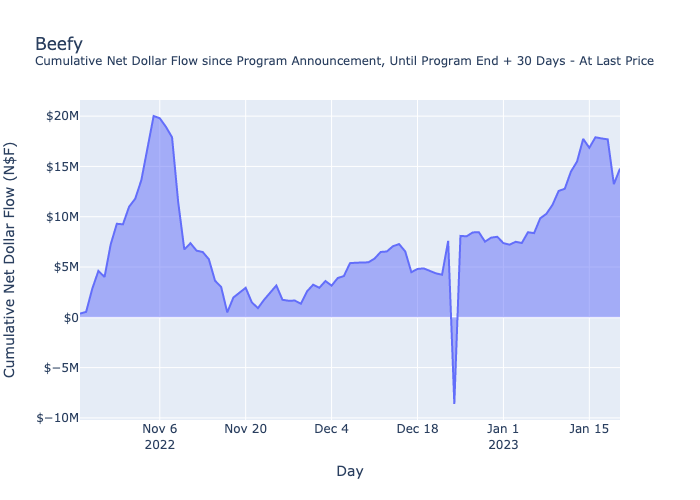 Beefy
Cumulative Net Dollar Flow since Program Announcement, Until Program End + 30 Days - At Last Price
Cumulative Net Dollar Flow (N$F)
$20M
$15M
$10M
$5M
$0
$−5M
$−10M
Nov 6
2022
Nov 20
Dec 4
Dec 18
Jan 1
2023
Jan 15
Day